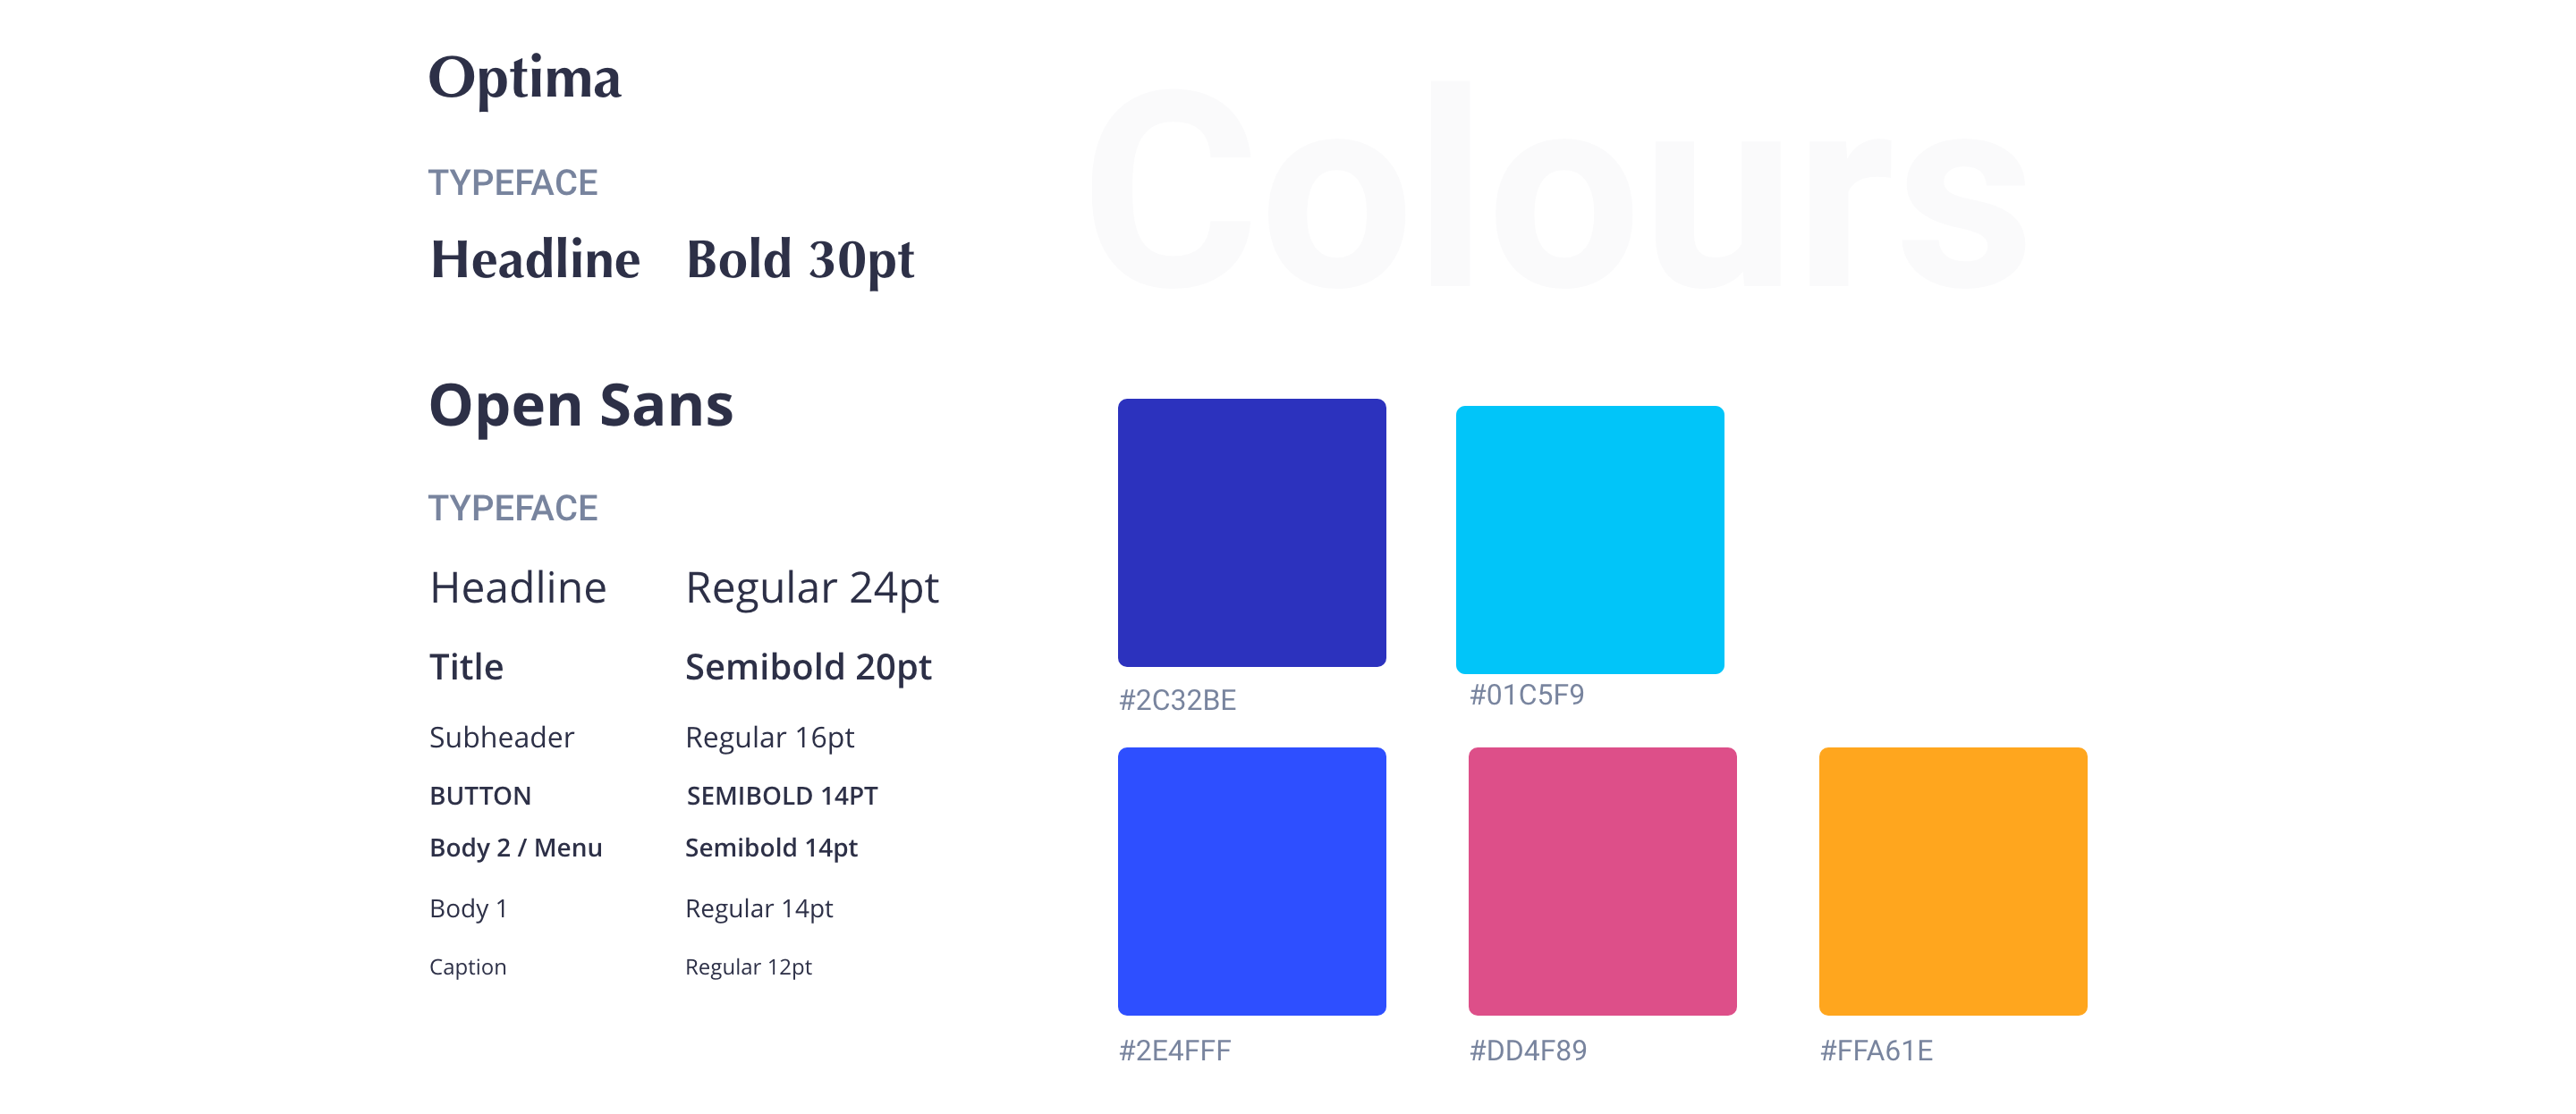 Optima
TYPEFACE
Headline Bold 30pt
Open Sans
TYPEFACE
Headline Regular 24pt
Title Semibold 20pt
Subheader Regular 16pt
BUTTON SEMIBOLD 14PT
Body 2 / Menu Semibold 14pt
Body 1 Regular 14pt
Caption Regular 12pt
Colours
#2C32BE
#01C5F9
#2E4FFF
#DD4F89
#FFA61E